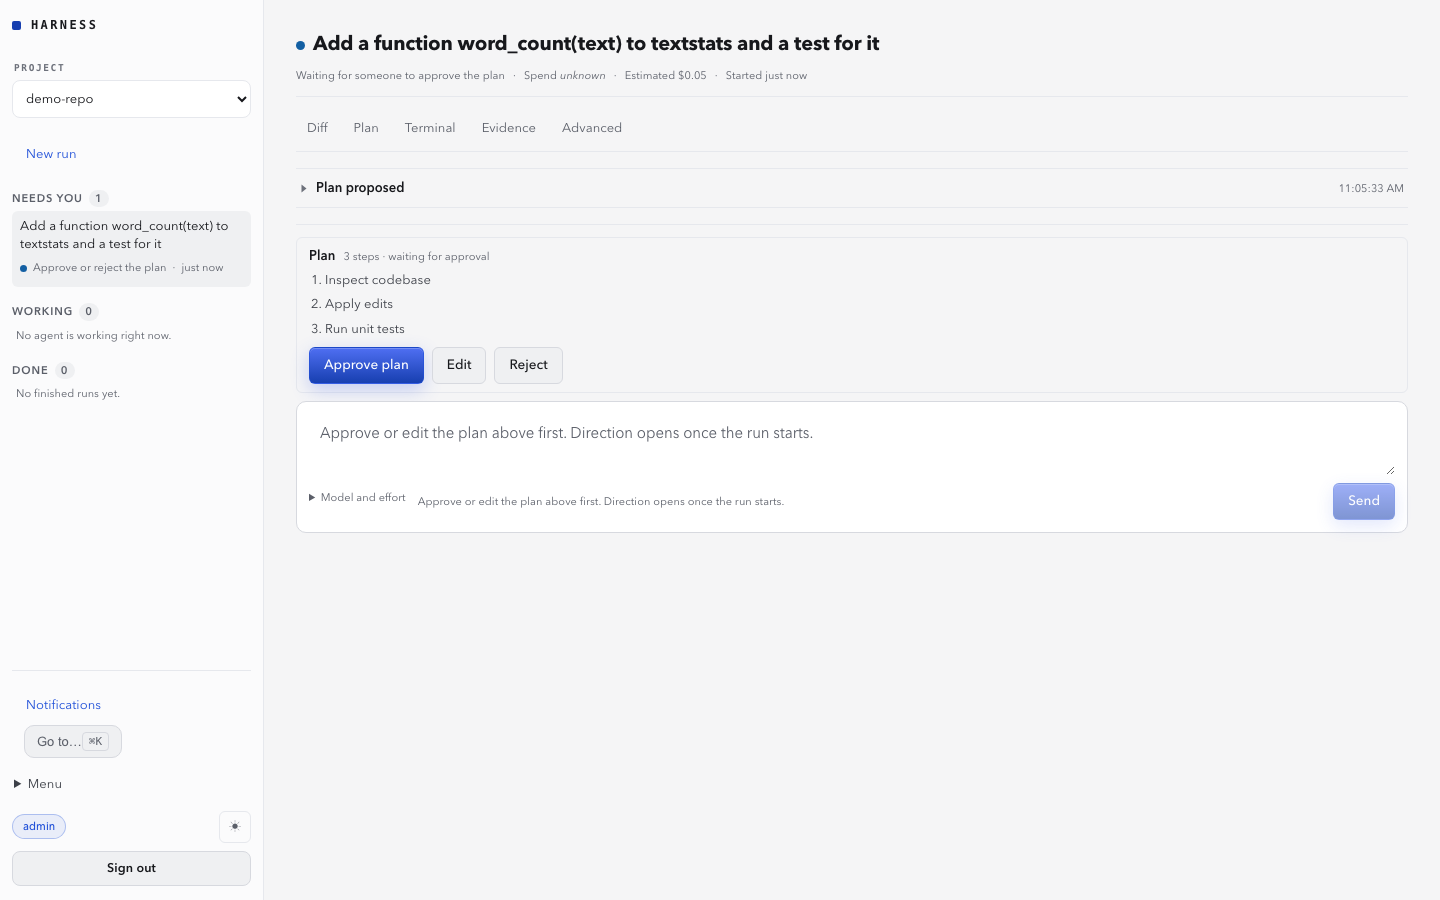 HARNESS
PROJECT
demo-repo
New run
NEEDS YOU 1
Add a function word_count(text) to
textstats and a test for it
Approve or reject the plan · just now
WORKING 0
No agent is working right now.
DONE 0
No finished runs yet.
Notifications
Go to… ⌘K
Menu
admin
Sign out
Add a function word_count(text) to textstats and a test for it
Waiting for someone to approve the plan · Spend unknown · Estimated $0.05 · Started just now
Diff Plan Terminal Evidence Advanced
Plan proposed 11:05:33 AM
Plan 3 steps · waiting for approval
1. Inspect codebase
2. Apply edits
3. Run unit tests
Approve plan Edit Reject
Approve or edit the plan above first. Direction opens once the run starts.
Model and effort Approve or edit the plan above first. Direction opens once the run starts. Send